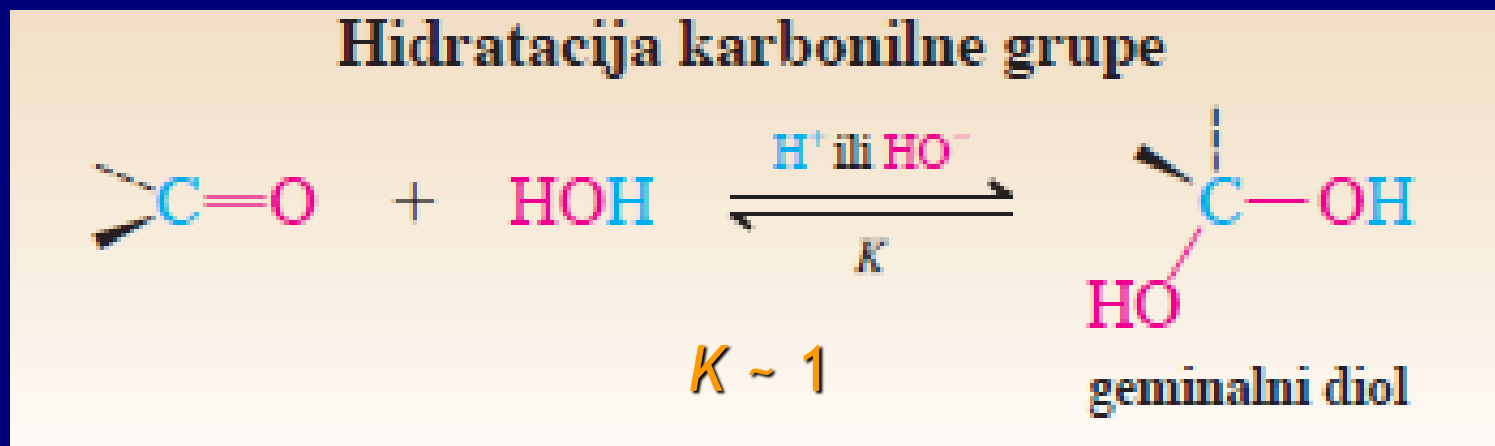 Hidratacija karbonilne grupe
H⁺ ili HO⁻
C=O + HOH ⇌ C—OH
K
HO
K ~ 1
geminalni diol